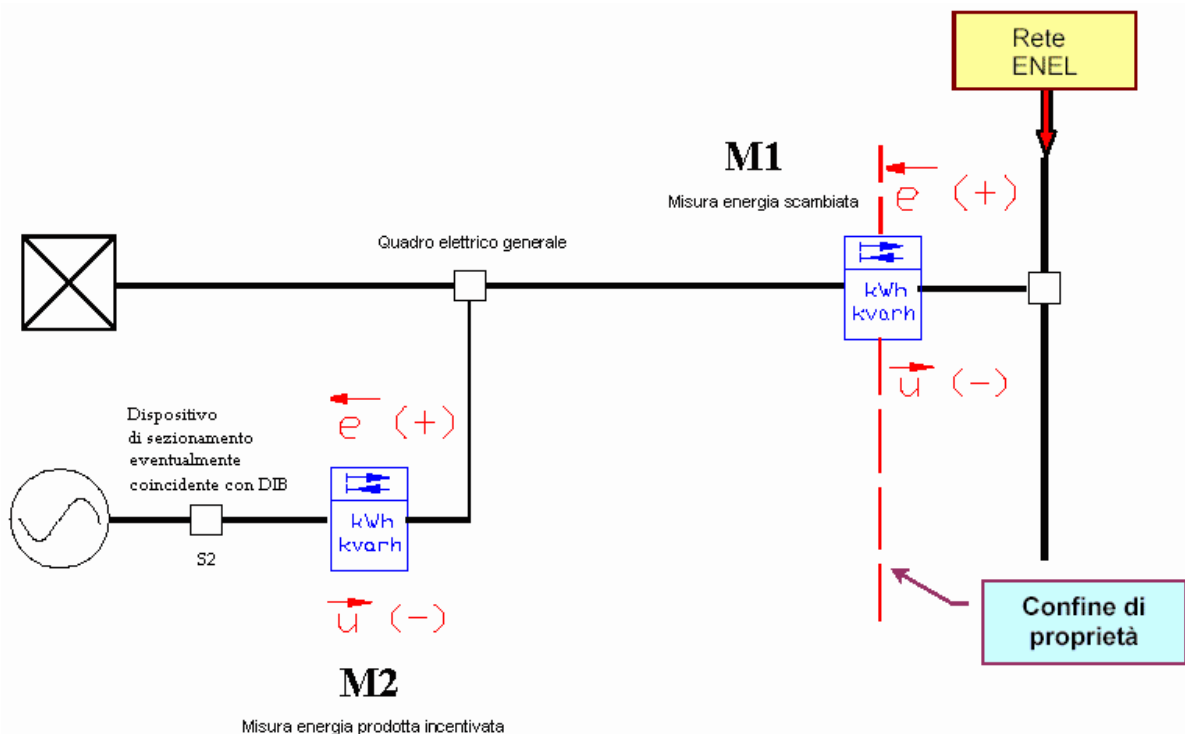 Rete
ENEL
M1
Misura energia scambiata
e (+)
Quadro elettrico generale
kWh
kvarh
u (-)
Dispositivo
di sezionamento
eventualmente
coincidente con DIB
e (+)
kWh
kvarh
S2
u (-)
Confine di
proprietà
M2
Misura energia prodotta incentivata